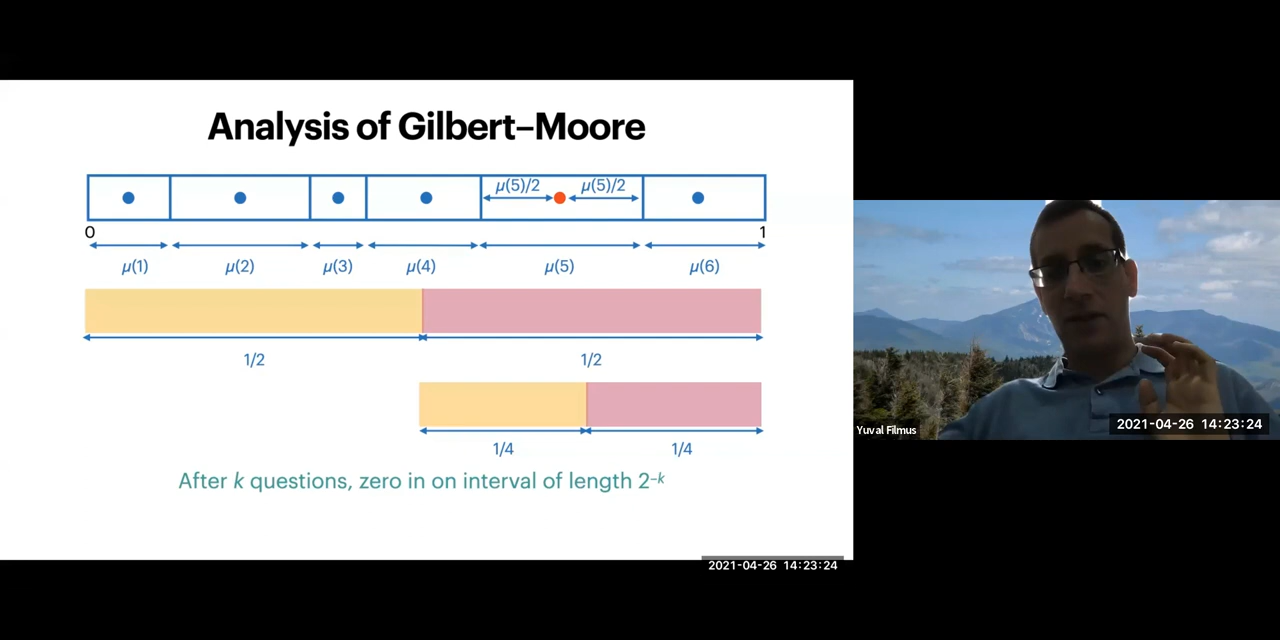 Analysis of Gilbert–Moore
μ(5)/2 μ(5)/2
0 1
μ(1) μ(2) μ(3) μ(4) μ(5) μ(6)
1/2 1/2
1/4 1/4
After k questions, zero in on interval of length 2⁻ᵏ
2021-04-26 14:23:24
Yuval Filmus
2021-04-26 14:23:24